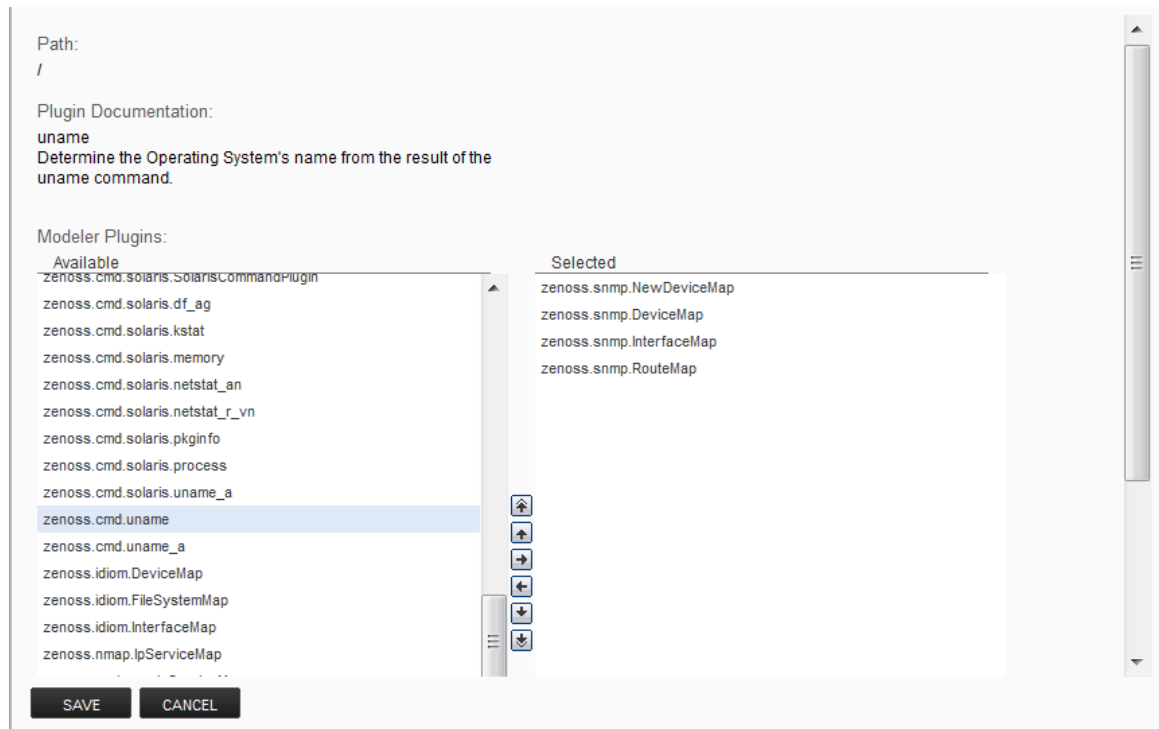 Path:
/
Plugin Documentation:
uname
Determine the Operating System's name from the result of the
uname command.
Modeler Plugins:
Available
Selected
zenoss.cmd.solaris.SolarisCommandPlugin
zenoss.cmd.solaris.df_ag
zenoss.cmd.solaris.kstat
zenoss.cmd.solaris.memory
zenoss.cmd.solaris.netstat_an
zenoss.cmd.solaris.netstat_r_vn
zenoss.cmd.solaris.pkginfo
zenoss.cmd.solaris.process
zenoss.cmd.solaris.uname_a
zenoss.cmd.uname
zenoss.cmd.uname_a
zenoss.idiom.DeviceMap
zenoss.idiom.FileSystemMap
zenoss.idiom.InterfaceMap
zenoss.nmap.IpServiceMap
zenoss.snmp.NewDeviceMap
zenoss.snmp.DeviceMap
zenoss.snmp.InterfaceMap
zenoss.snmp.RouteMap
SAVE
CANCEL